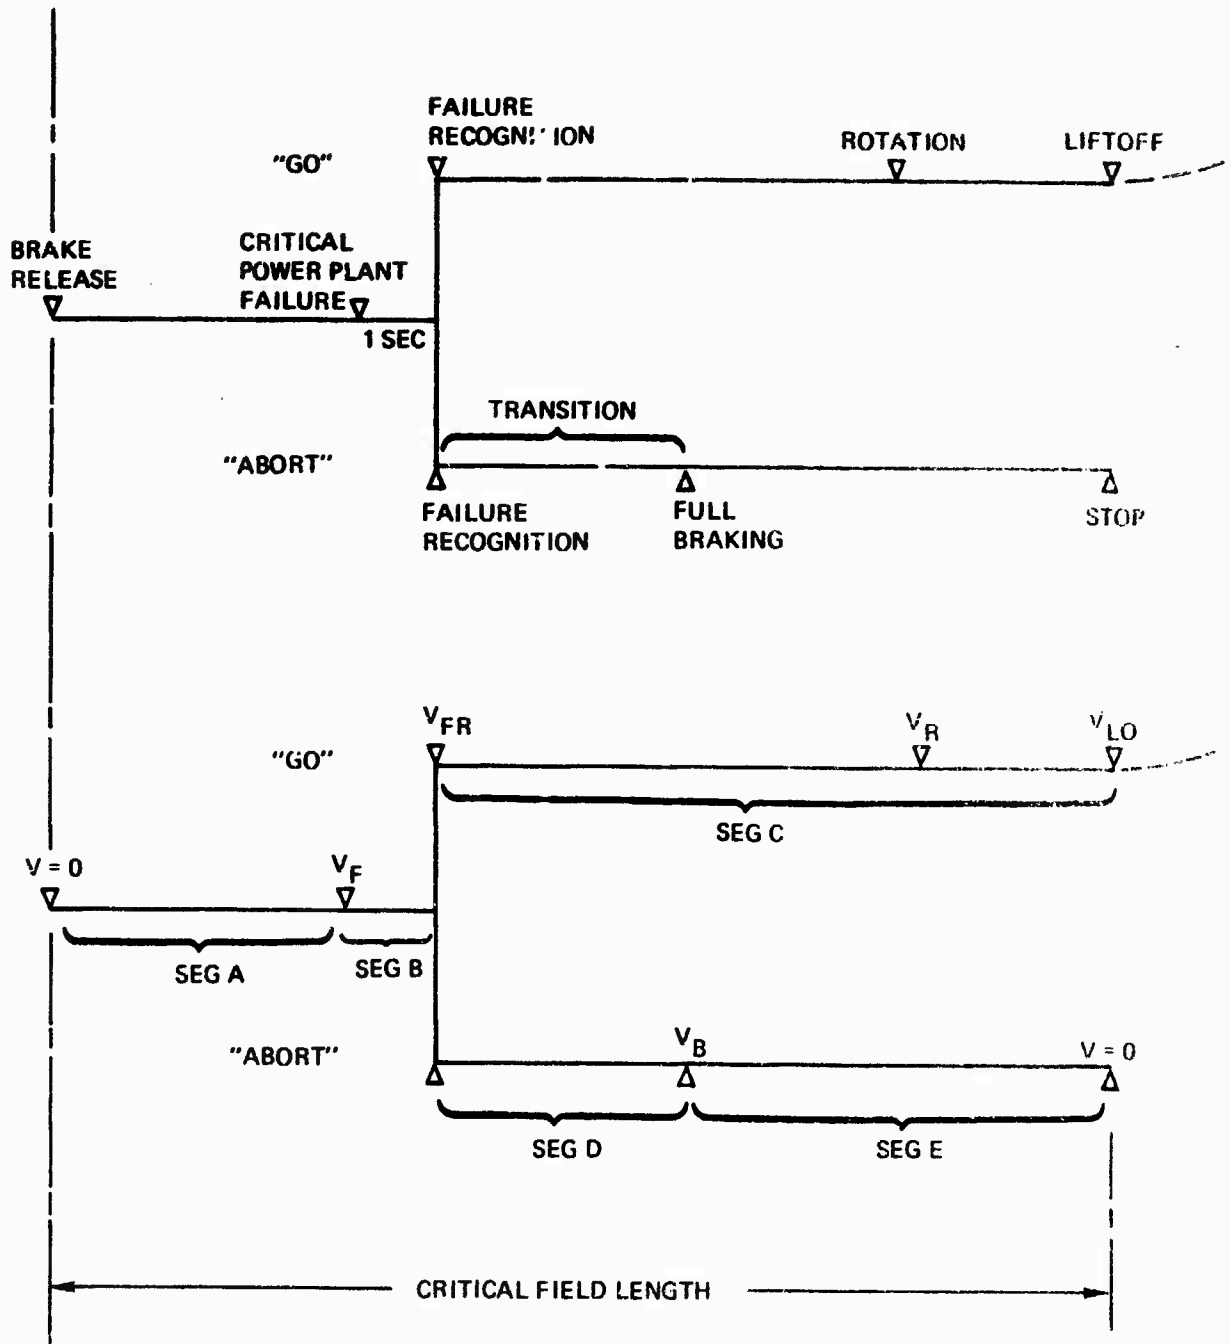 FAILURE
RECOGNITION
"GO"
ROTATION
LIFTOFF
BRAKE
RELEASE
CRITICAL
POWER PLANT
FAILURE
1 SEC
TRANSITION
"ABORT"
FAILURE
RECOGNITION
FULL
BRAKING
STOP
VFR
VR
VLO
"GO"
SEG C
V = 0
VF
SEG A
SEG B
"ABORT"
VB
V = 0
SEG D
SEG E
CRITICAL FIELD LENGTH